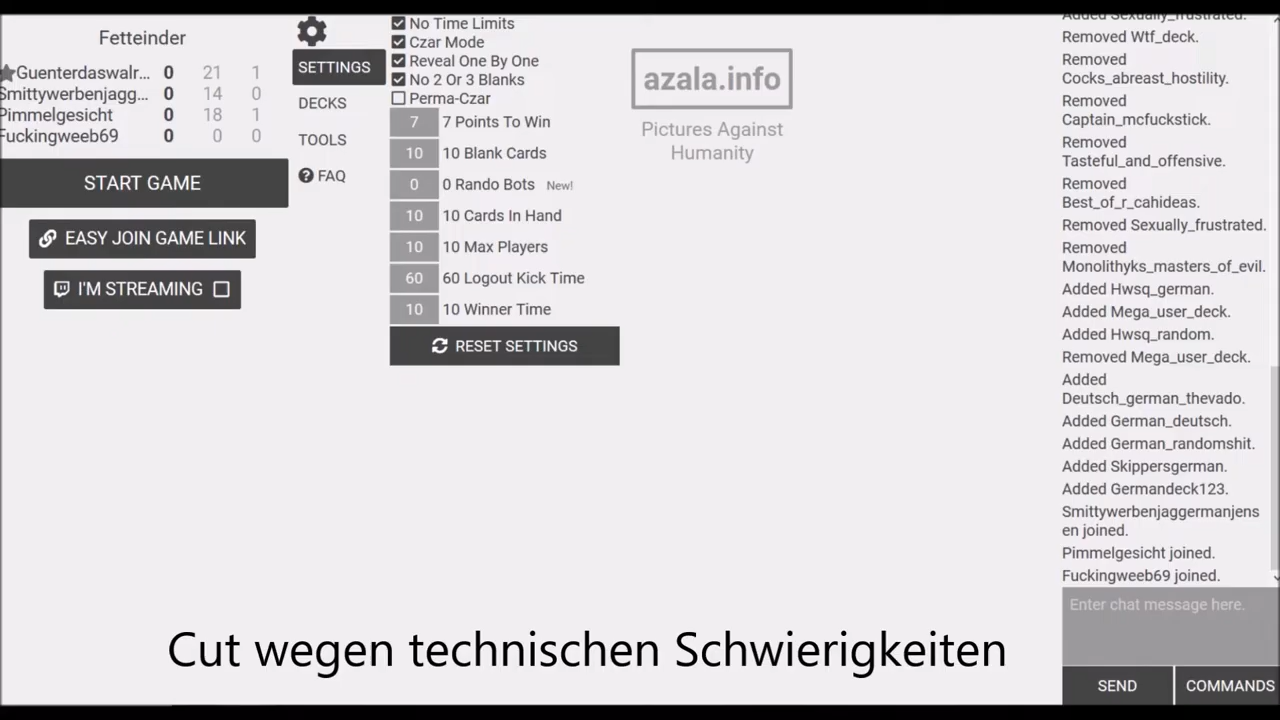 Fetteinder
Guenterdaswalr... 0 21 1
Smittywerbenjagg... 0 14 0
Pimmelgesicht 0 18 1
Fuckingweeb69 0 0 0
START GAME
EASY JOIN GAME LINK
I'M STREAMING
SETTINGS
DECKS
TOOLS
FAQ
No Time Limits
Czar Mode
Reveal One By One
No 2 Or 3 Blanks
Perma-Czar
7 7 Points To Win
10 10 Blank Cards
0 0 Rando Bots New!
10 10 Cards In Hand
10 10 Max Players
60 60 Logout Kick Time
10 10 Winner Time
RESET SETTINGS
azala.info
Pictures Against
Humanity
Added Sexually_frustrated.
Removed Wtf_deck.
Removed
Cocks_abreast_hostility.
Removed
Captain_mcfuckstick.
Removed
Tasteful_and_offensive.
Removed
Best_of_r_cahideas.
Removed Sexually_frustrated.
Removed
Monolithyks_masters_of_evil.
Added Hwsq_german.
Added Mega_user_deck.
Added Hwsq_random.
Removed Mega_user_deck.
Added
Deutsch_german_thevado.
Added German_deutsch.
Added German_randomshit.
Added Skippersgerman.
Added Germandeck123.
Smittywerbenjaggermanjens
en joined.
Pimmelgesicht joined.
Fuckingweeb69 joined.
Enter chat message here.
SEND
COMMANDS
Cut wegen technischen Schwierigkeiten